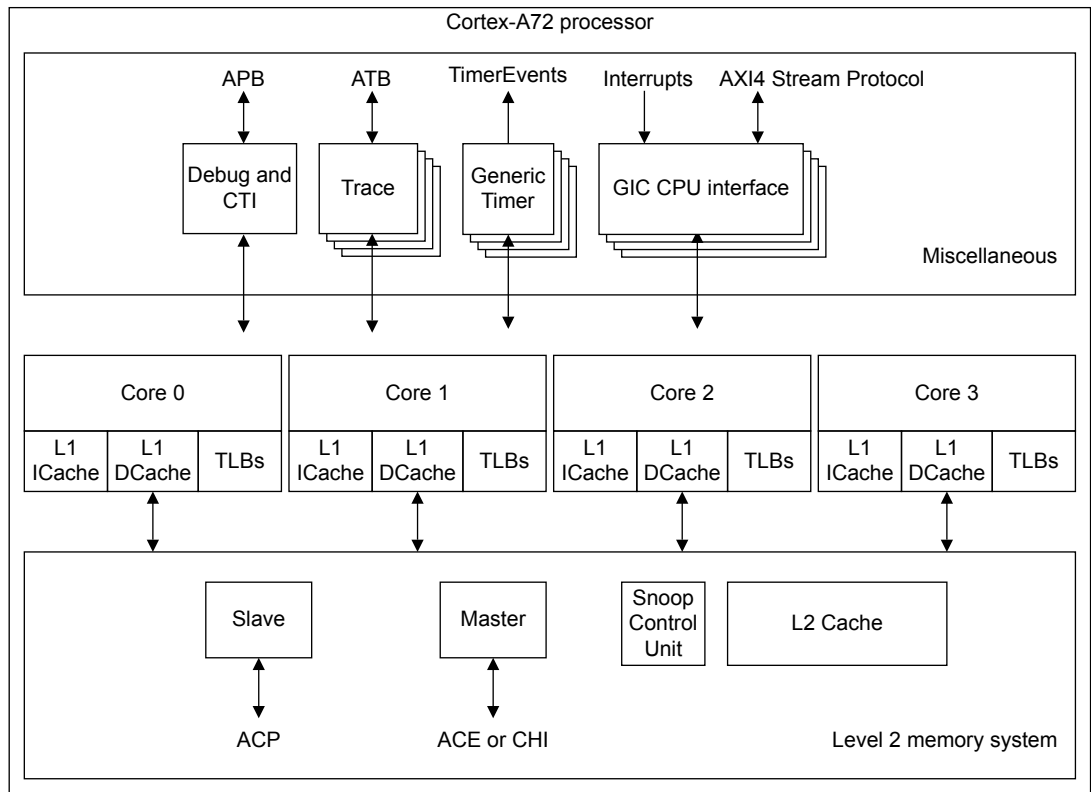 Cortex-A72 processor
APB
ATB
TimerEvents
Interrupts
AXI4 Stream Protocol
Debug and
CTI
Trace
Generic
Timer
GIC CPU interface
Miscellaneous
Core 0
Core 1
Core 2
Core 3
L1
ICache
L1
DCache
TLBs
L1
ICache
L1
DCache
TLBs
L1
ICache
L1
DCache
TLBs
L1
ICache
L1
DCache
TLBs
Slave
Master
Snoop
Control
Unit
L2 Cache
ACP
ACE or CHI
Level 2 memory system